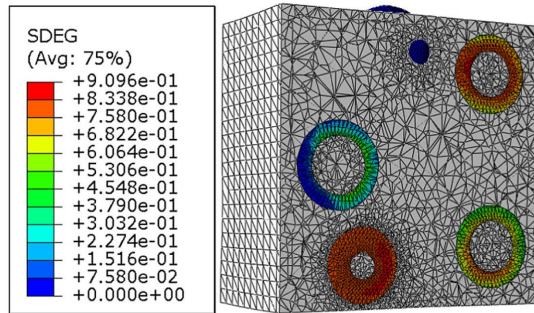 SDEG
(Avg: 75%)
+9.096e-01
+8.338e-01
+7.580e-01
+6.822e-01
+6.064e-01
+5.306e-01
+4.548e-01
+3.790e-01
+3.032e-01
+2.274e-01
+1.516e-01
+7.580e-02
+0.000e+00